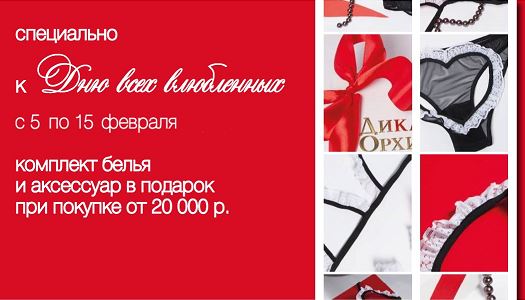 специально
к Дню всех влюбленных
с 5 по 15 февраля
комплект белья
и аксессуар в подарок
при покупке от 20 000 р.
ДИКА
ОРХИ